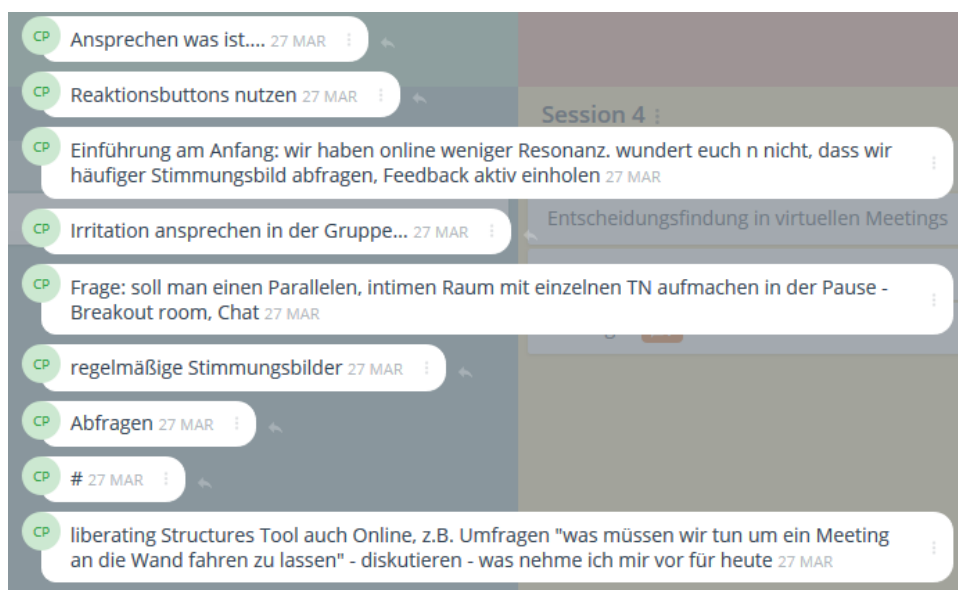 CP Ansprechen was ist.... 27 MAR
CP Reaktionsbuttons nutzen 27 MAR
Session 4
CP Einführung am Anfang: wir haben online weniger Resonanz. wundert euch n nicht, dass wir
häufiger Stimmungsbild abfragen, Feedback aktiv einholen 27 MAR
CP Irritation ansprechen in der Gruppe... 27 MAR
Entscheidungsfindung in virtuellen Meetings
CP Frage: soll man einen Parallelen, intimen Raum mit einzelnen TN aufmachen in der Pause -
Breakout room, Chat 27 MAR
CP regelmäßige Stimmungsbilder 27 MAR
CP Abfragen 27 MAR
CP # 27 MAR
CP liberating Structures Tool auch Online, z.B. Umfragen "was müssen wir tun um ein Meeting
an die Wand fahren zu lassen" - diskutieren - was nehme ich mir vor für heute 27 MAR